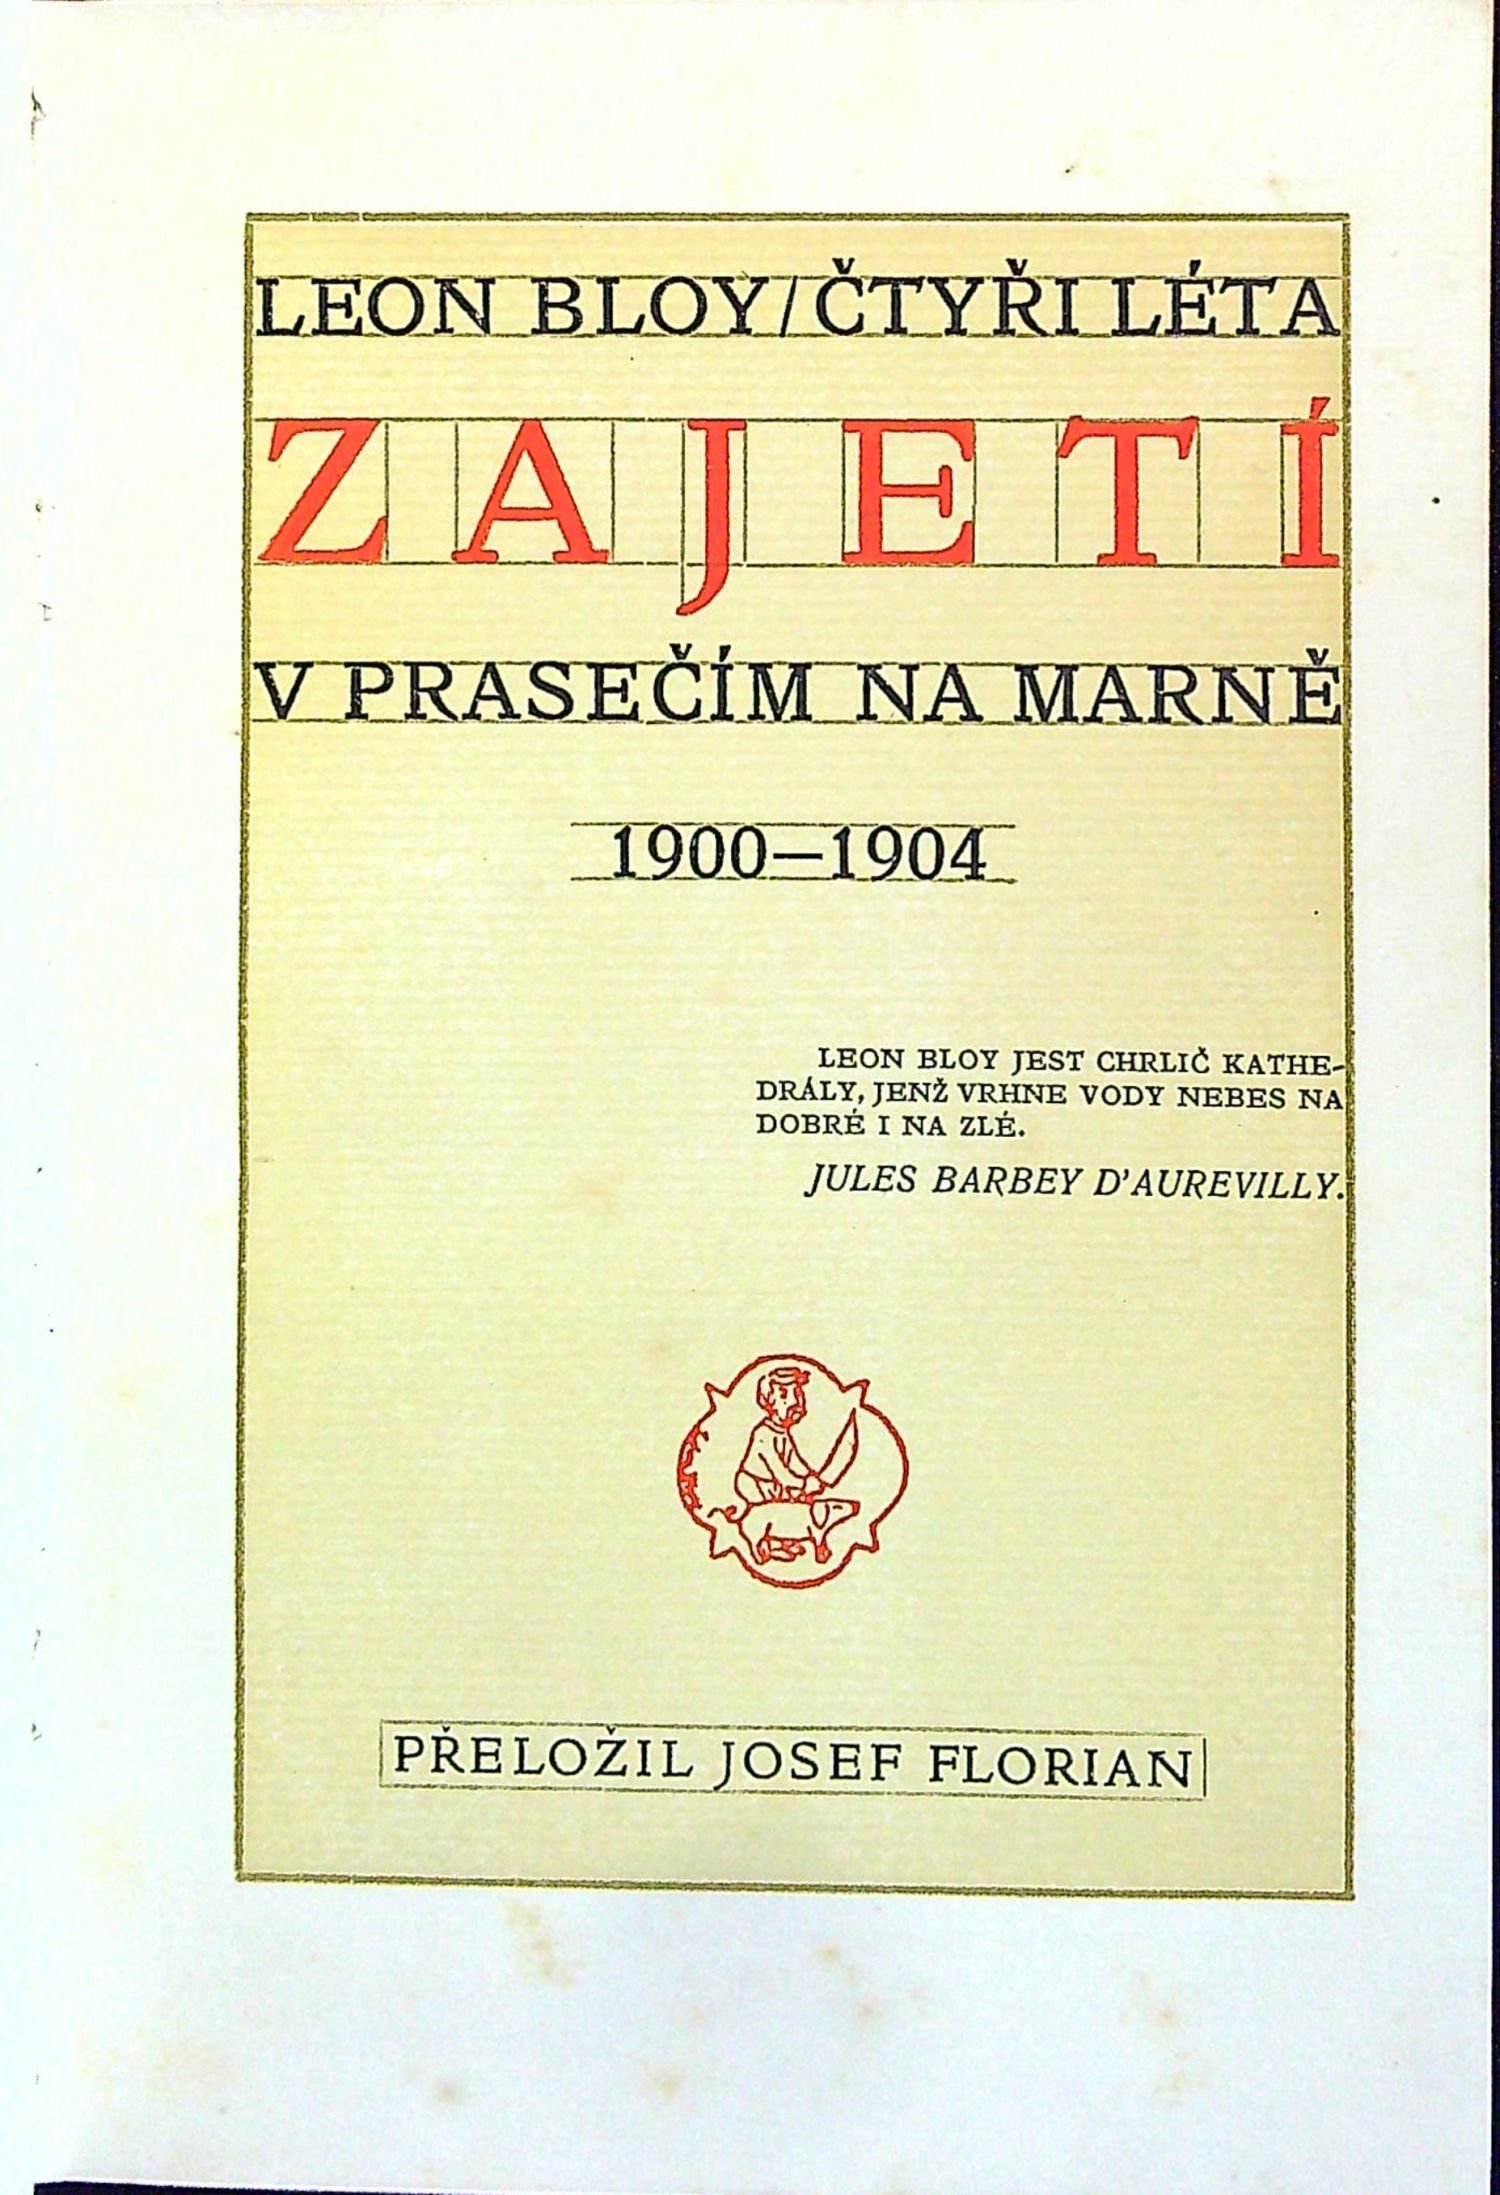 LEON BLOY / ČTYŘI LÉTA
ZAJETÍ
V PRASEČÍM NA MARNĚ
1900—1904
LEON BLOY JEST CHRLIČ KATHE-
DRÁLY, JENŽ VRHNE VODY NEBES NA
DOBRÉ I NA ZLÉ.
JULES BARBEY D'AUREVILLY.
PŘELOŽIL JOSEF FLORIAN